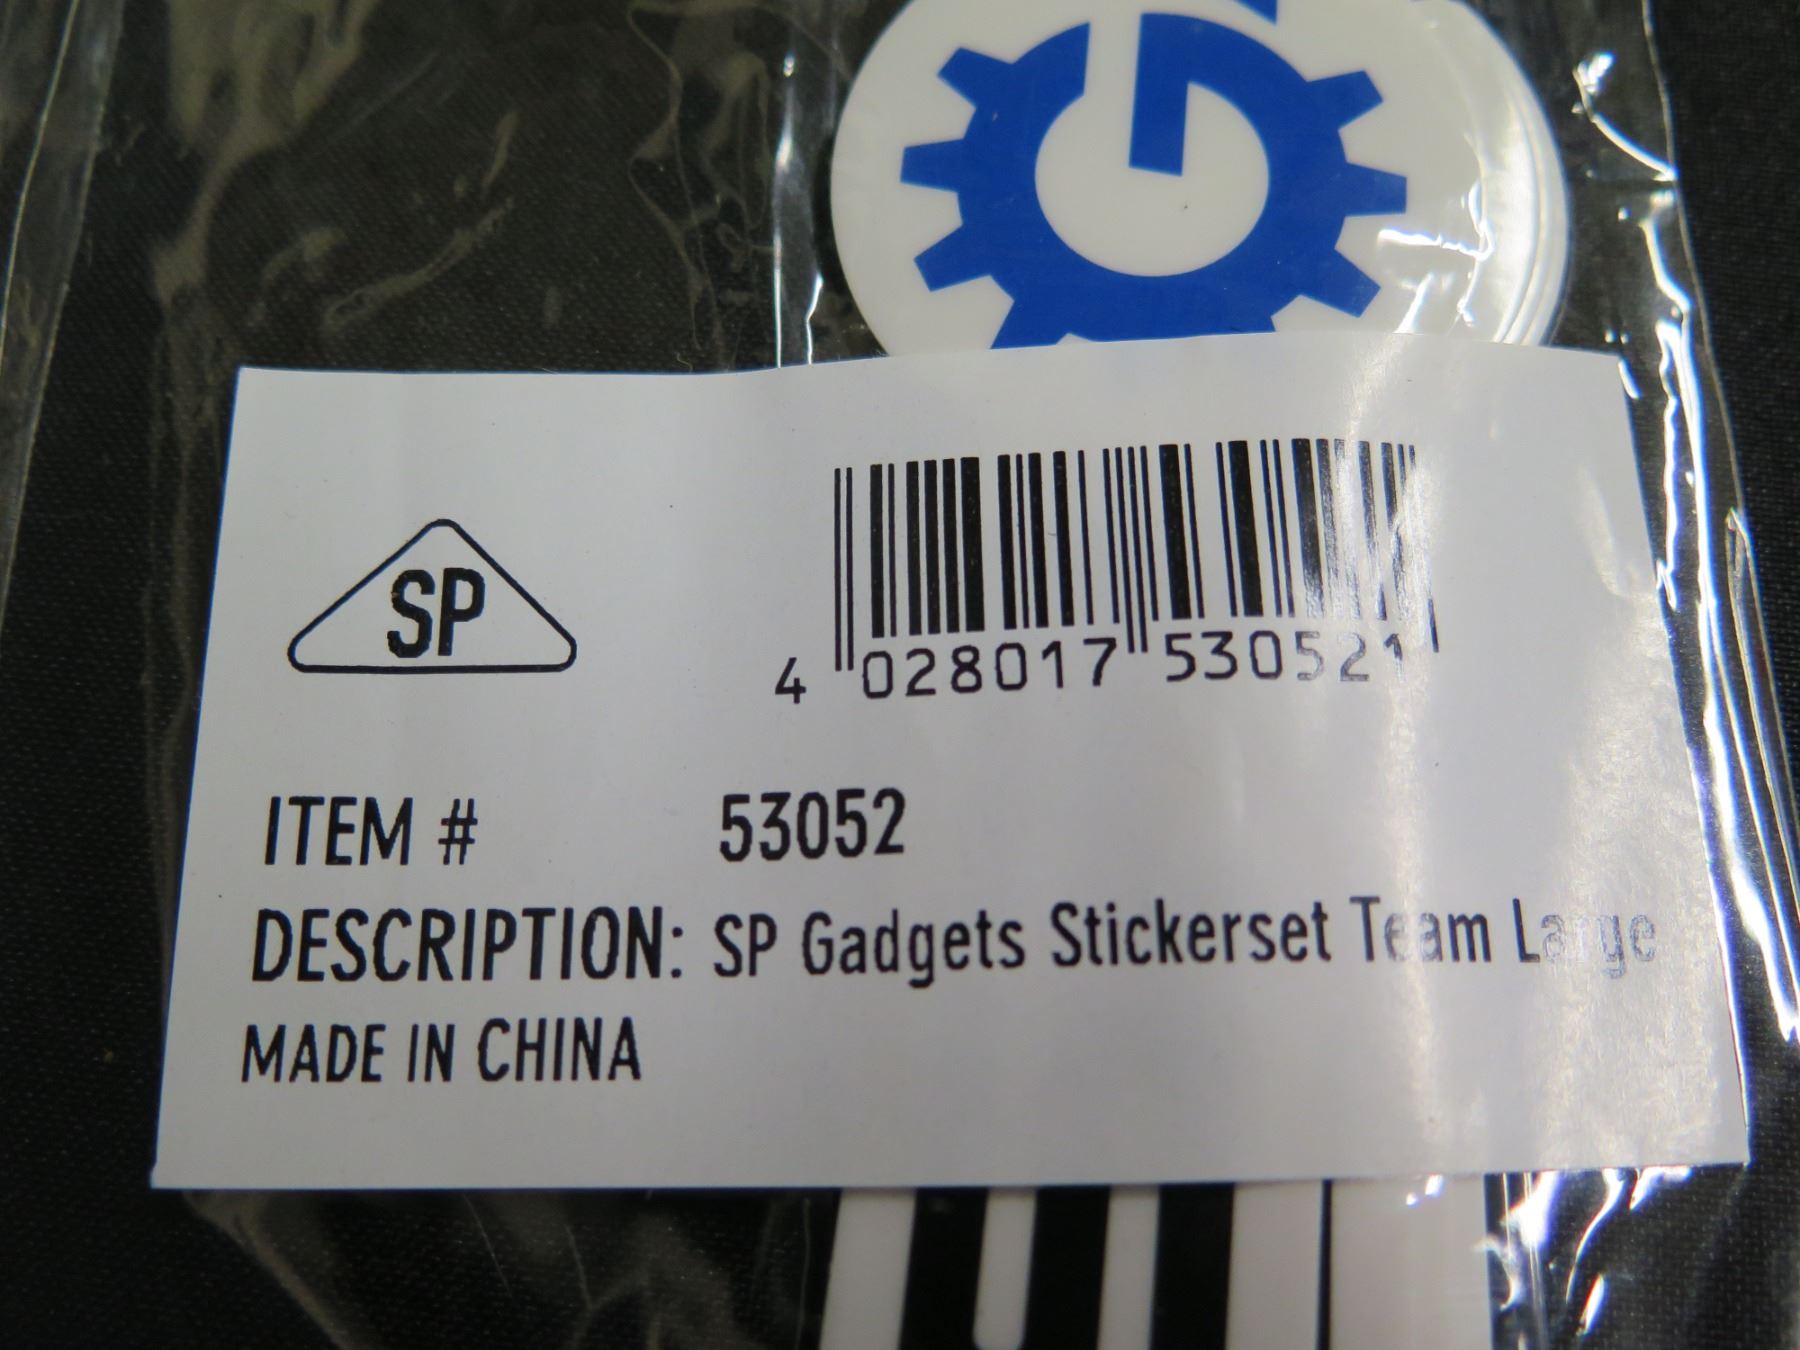 SP
4 028017 530521
ITEM # 53052
DESCRIPTION: SP Gadgets Stickerset Team Large
MADE IN CHINA